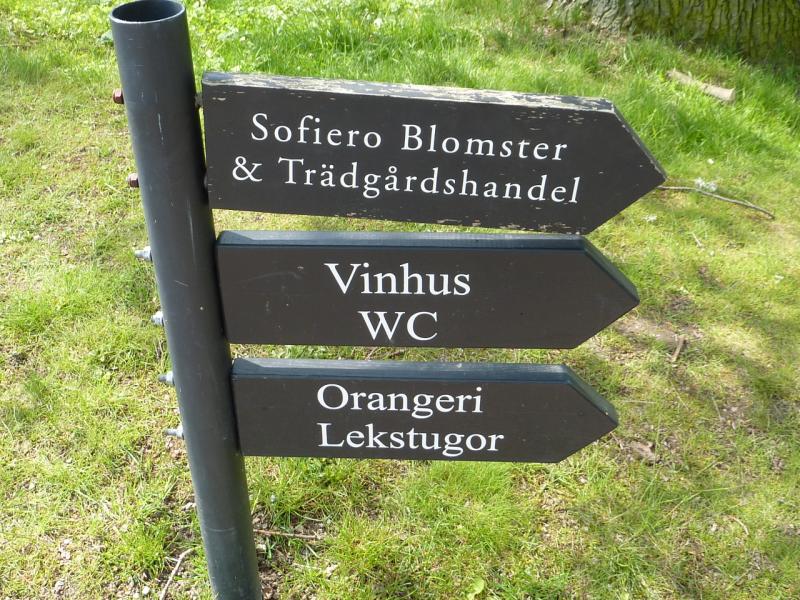 Sofiero Blomster
& Trädgårdshandel
Vinhus
WC
Orangeri
Lekstugor